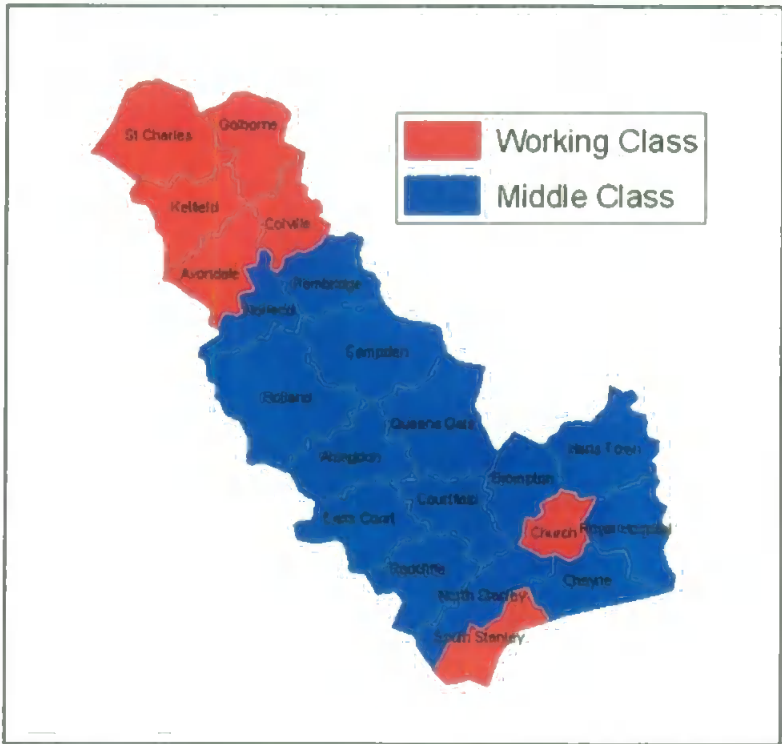 St Charles
Golborne
Working Class
Middle Class
Kelfield
Colville
Avondale
Pembridge
Norland
Campden
Holland
Queens Gate
Hans Town
Abingdon
Brompton
Courtfield
Earls Court
Church
Royal Hospital
Redcliffe
Cheyne
North Stanley
South Stanley